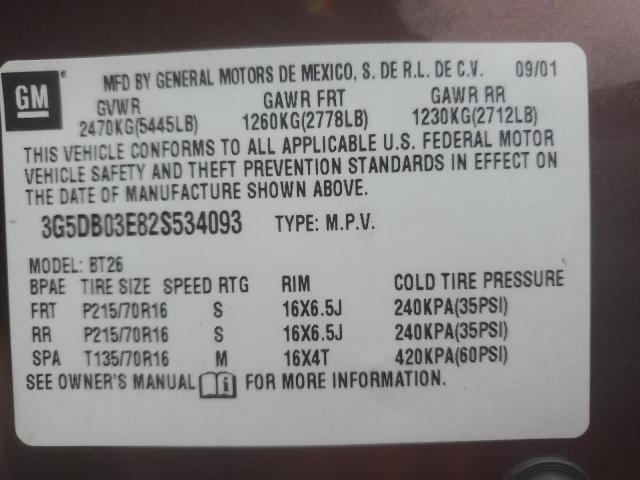 GM® MFD BY GENERAL MOTORS DE MEXICO, S. DE R.L. DE C.V. 09/01
GVWR GAWR FRT GAWR RR
2470KG(5445LB) 1260KG(2778LB) 1230KG(2712LB)
THIS VEHICLE CONFORMS TO ALL APPLICABLE U.S. FEDERAL MOTOR
VEHICLE SAFETY AND THEFT PREVENTION STANDARDS IN EFFECT ON
THE DATE OF MANUFACTURE SHOWN ABOVE.
3G5DB03E82S534093 TYPE: M.P.V.
MODEL: BT26
BPAE TIRE SIZE SPEED RTG RIM COLD TIRE PRESSURE
FRT P215/70R16 S 16X6.5J 240KPA(35PSI)
RR P215/70R16 S 16X6.5J 240KPA(35PSI)
SPA T135/70R16 M 16X4T 420KPA(60PSI)
SEE OWNER'S MANUAL i FOR MORE INFORMATION.